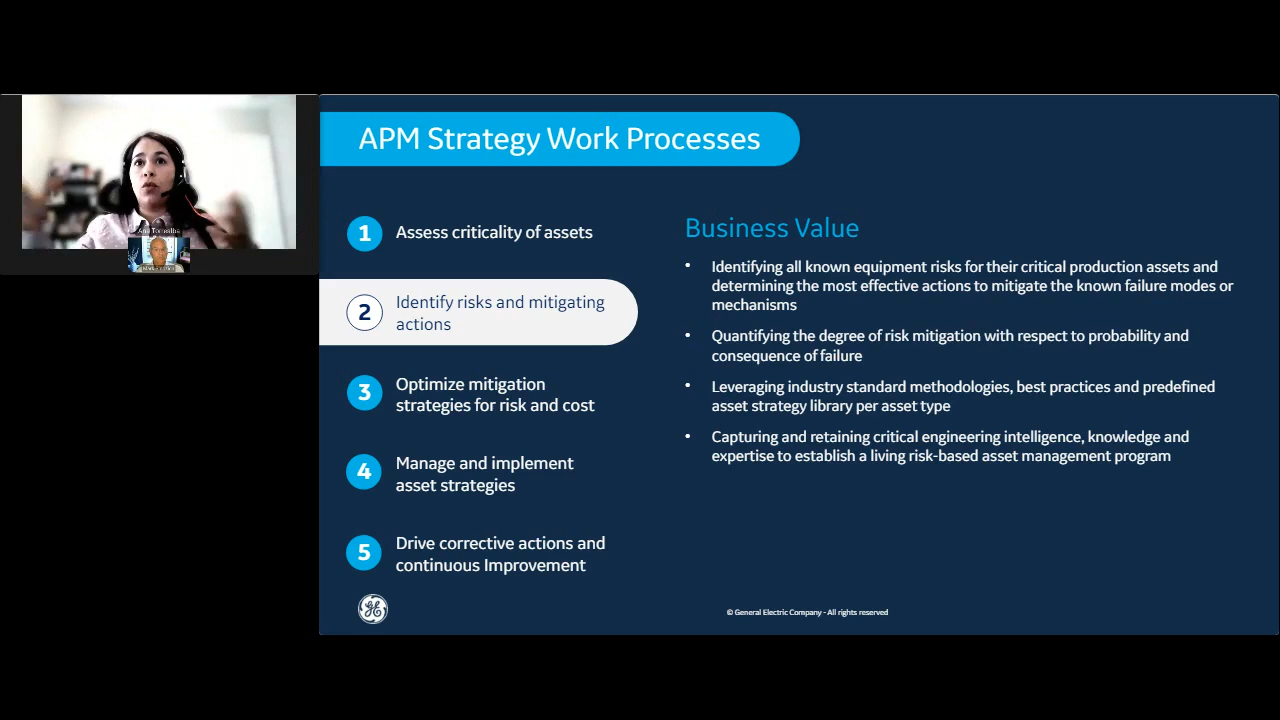 APM Strategy Work Processes
Ana Torrealba
1
Assess criticality of assets
2
Identify risks and mitigating
actions
3
Optimize mitigation
strategies for risk and cost
4
Manage and implement
asset strategies
5
Drive corrective actions and
continuous Improvement
Business Value
• Identifying all known equipment risks for their critical production assets and
determining the most effective actions to mitigate the known failure modes or
mechanisms
• Quantifying the degree of risk mitigation with respect to probability and
consequence of failure
• Leveraging industry standard methodologies, best practices and predefined
asset strategy library per asset type
• Capturing and retaining critical engineering intelligence, knowledge and
expertise to establish a living risk-based asset management program
GE
© General Electric Company - All rights reserved